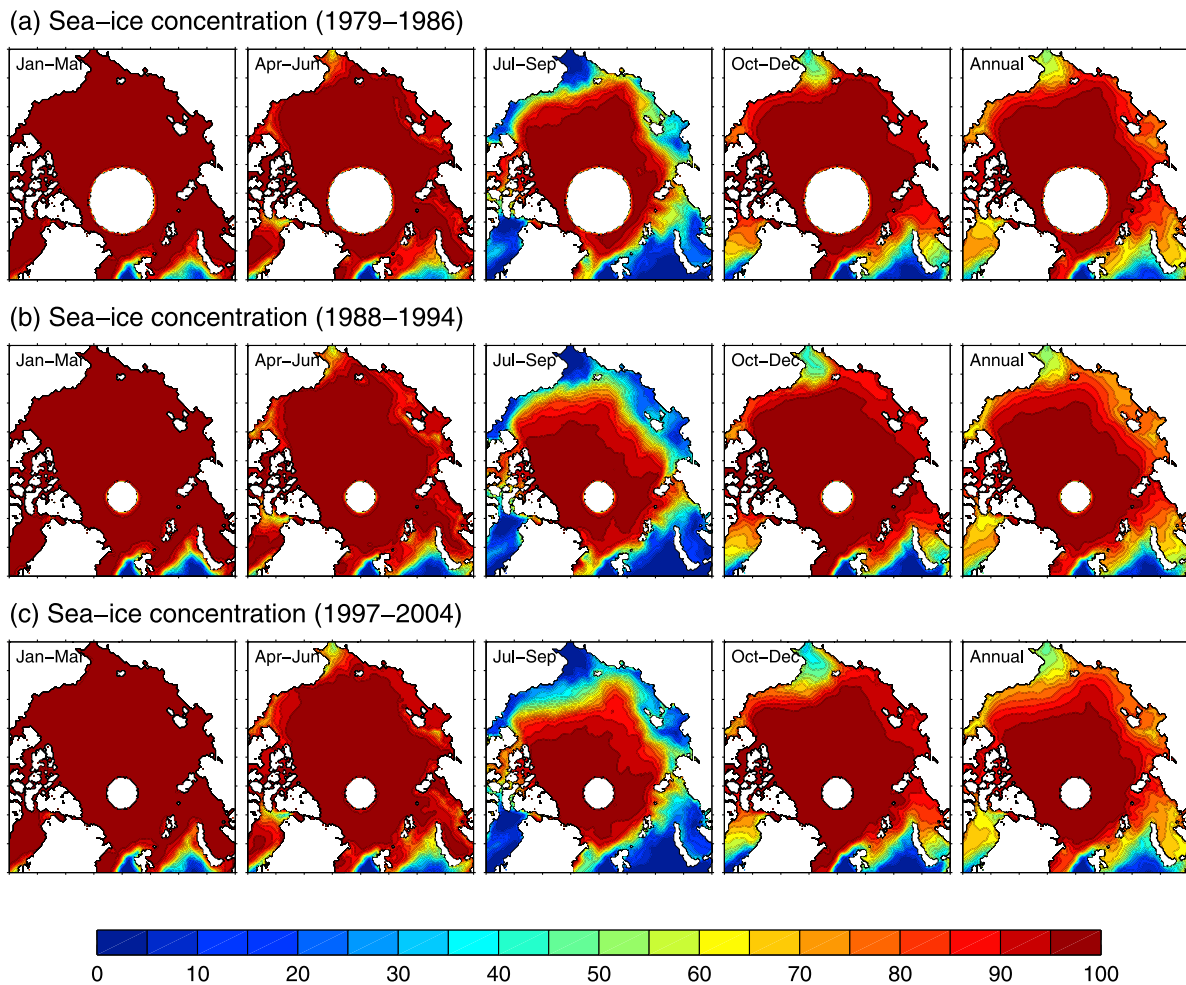 (a) Sea–ice concentration (1979–1986)
Jan–Mar Apr–Jun Jul–Sep Oct–Dec Annual
(b) Sea–ice concentration (1988–1994)
Jan–Mar Apr–Jun Jul–Sep Oct–Dec Annual
(c) Sea–ice concentration (1997–2004)
Jan–Mar Apr–Jun Jul–Sep Oct–Dec Annual
0 10 20 30 40 50 60 70 80 90 100